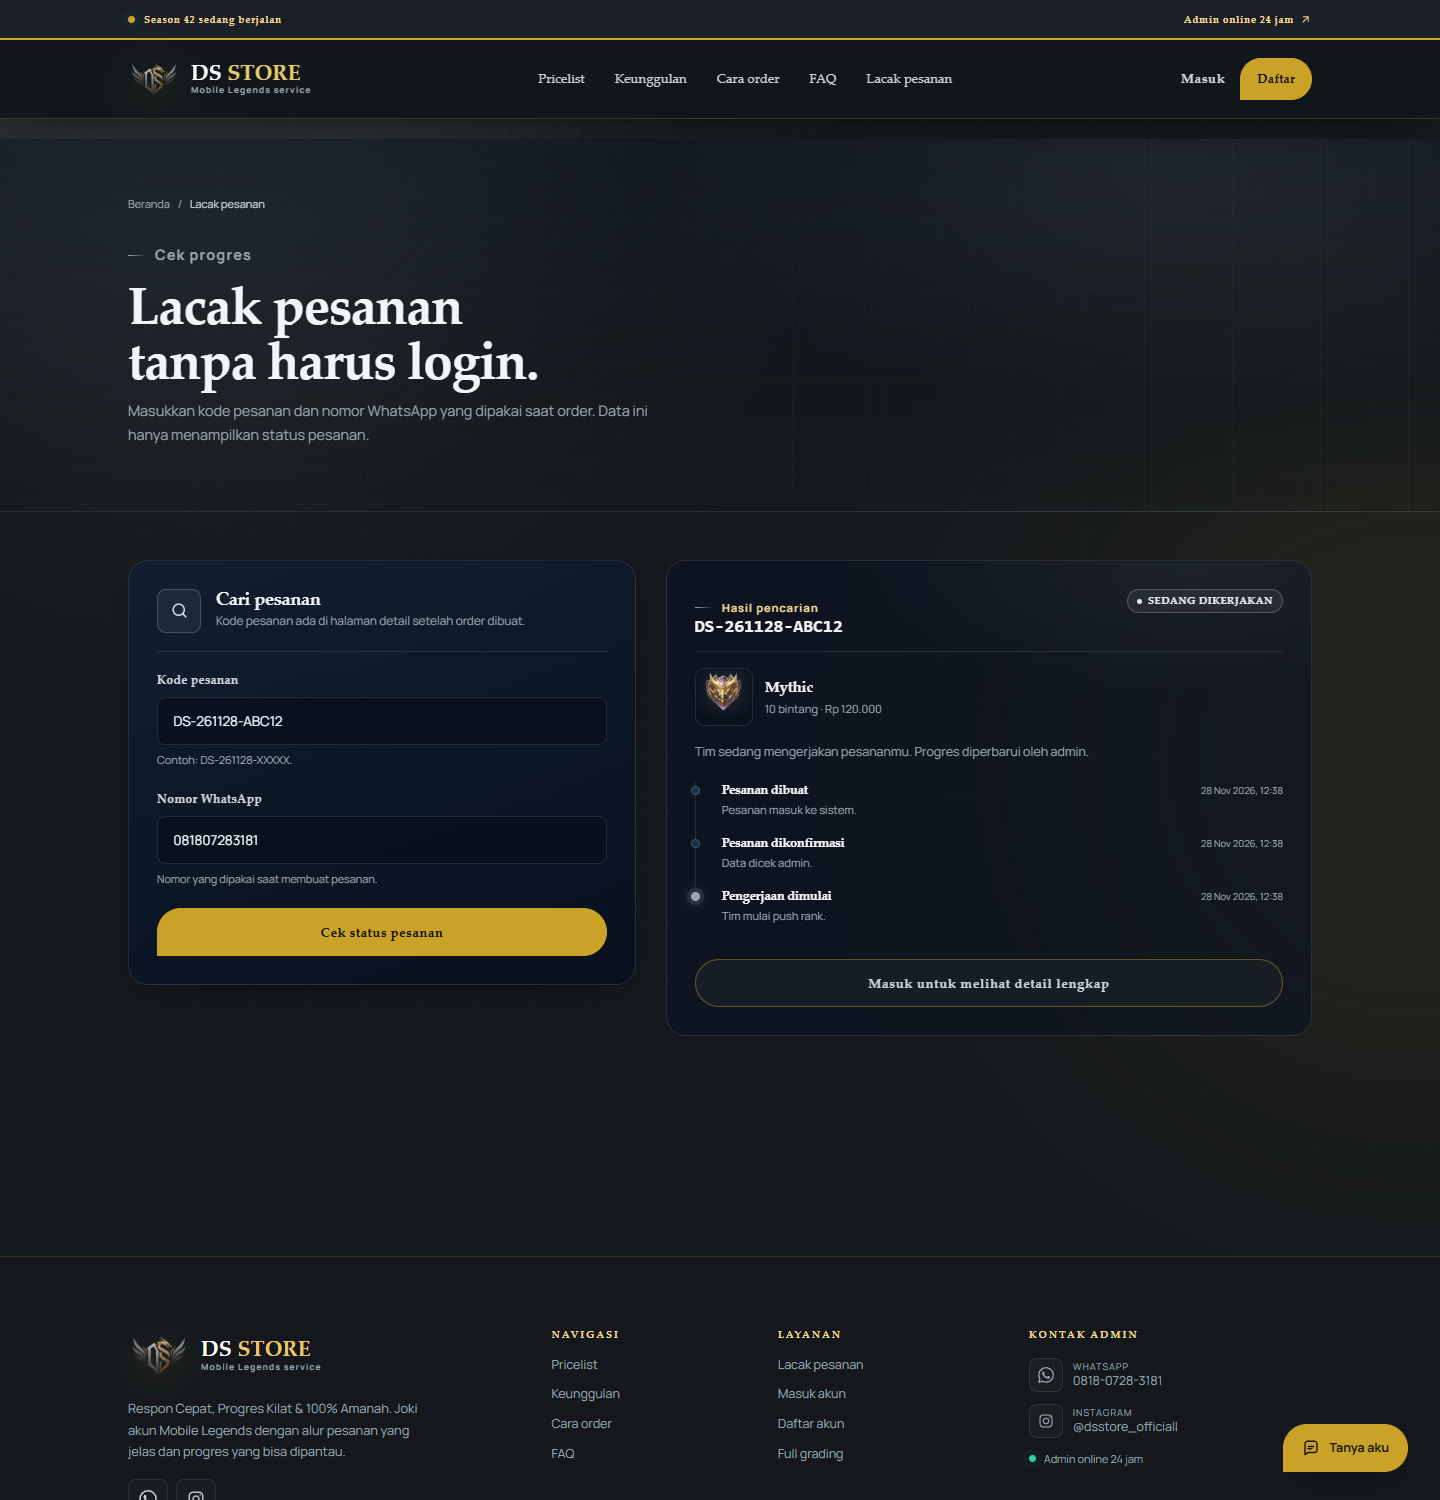 Season 42 sedang berjalan
Admin online 24 jam
DS STORE
Mobile Legends service
Pricelist
Keunggulan
Cara order
FAQ
Lacak pesanan
Masuk
Daftar
Beranda / Lacak pesanan
Cek progres
Lacak pesanan
tanpa harus login.
Masukkan kode pesanan dan nomor WhatsApp yang dipakai saat order. Data ini
hanya menampilkan status pesanan.
Cari pesanan
Kode pesanan ada di halaman detail setelah order dibuat.
Kode pesanan
DS-261128-ABC12
Contoh: DS-261128-XXXXX.
Nomor WhatsApp
081807283181
Nomor yang dipakai saat membuat pesanan.
Cek status pesanan
Hasil pencarian
DS-261128-ABC12
SEDANG DIKERJAKAN
Mythic
10 bintang · Rp 120.000
Tim sedang mengerjakan pesananmu. Progres diperbarui oleh admin.
Pesanan dibuat
28 Nov 2026, 12:38
Pesanan masuk ke sistem.
Pesanan dikonfirmasi
28 Nov 2026, 12:38
Data dicek admin.
Pengerjaan dimulai
28 Nov 2026, 12:38
Tim mulai push rank.
Masuk untuk melihat detail lengkap
DS STORE
Mobile Legends service
Respon Cepat, Progres Kilat & 100% Amanah. Joki
akun Mobile Legends dengan alur pesanan yang
jelas dan progres yang bisa dipantau.
NAVIGASI
Pricelist
Keunggulan
Cara order
FAQ
LAYANAN
Lacak pesanan
Masuk akun
Daftar akun
Full grading
KONTAK ADMIN
WHATSAPP
0818-0728-3181
INSTAGRAM
@dsstore_officiall
Admin online 24 jam
Tanya aku